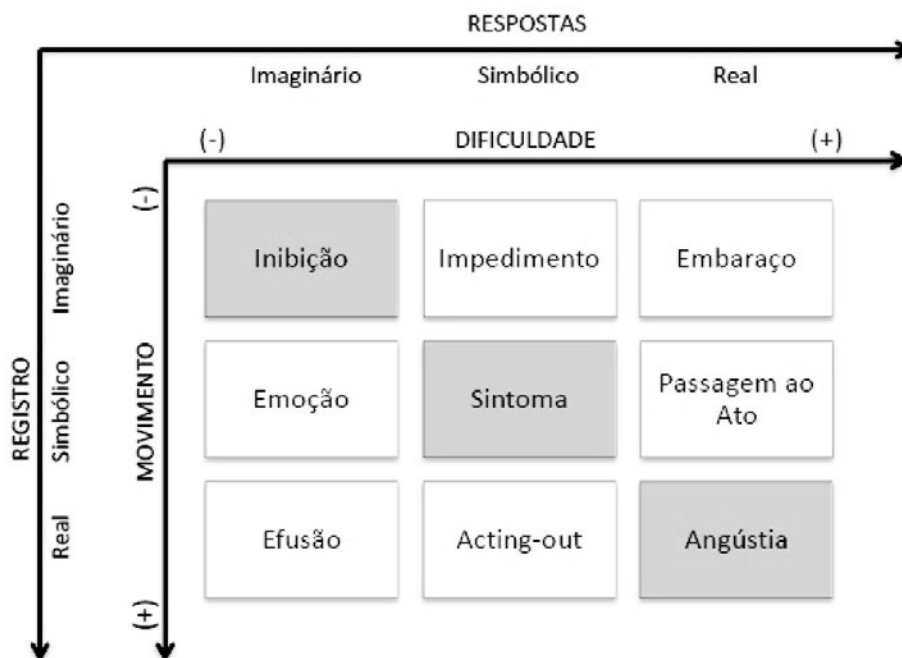 RESPOSTAS
Imaginário Simbólico Real
(-) DIFICULDADE (+)
REGISTRO
Imaginário
Simbólico
Real
(-)
MOVIMENTO
(+)
Inibição Impedimento Embaraço
Emoção Sintoma Passagem ao
Ato
Efusão Acting-out Angústia